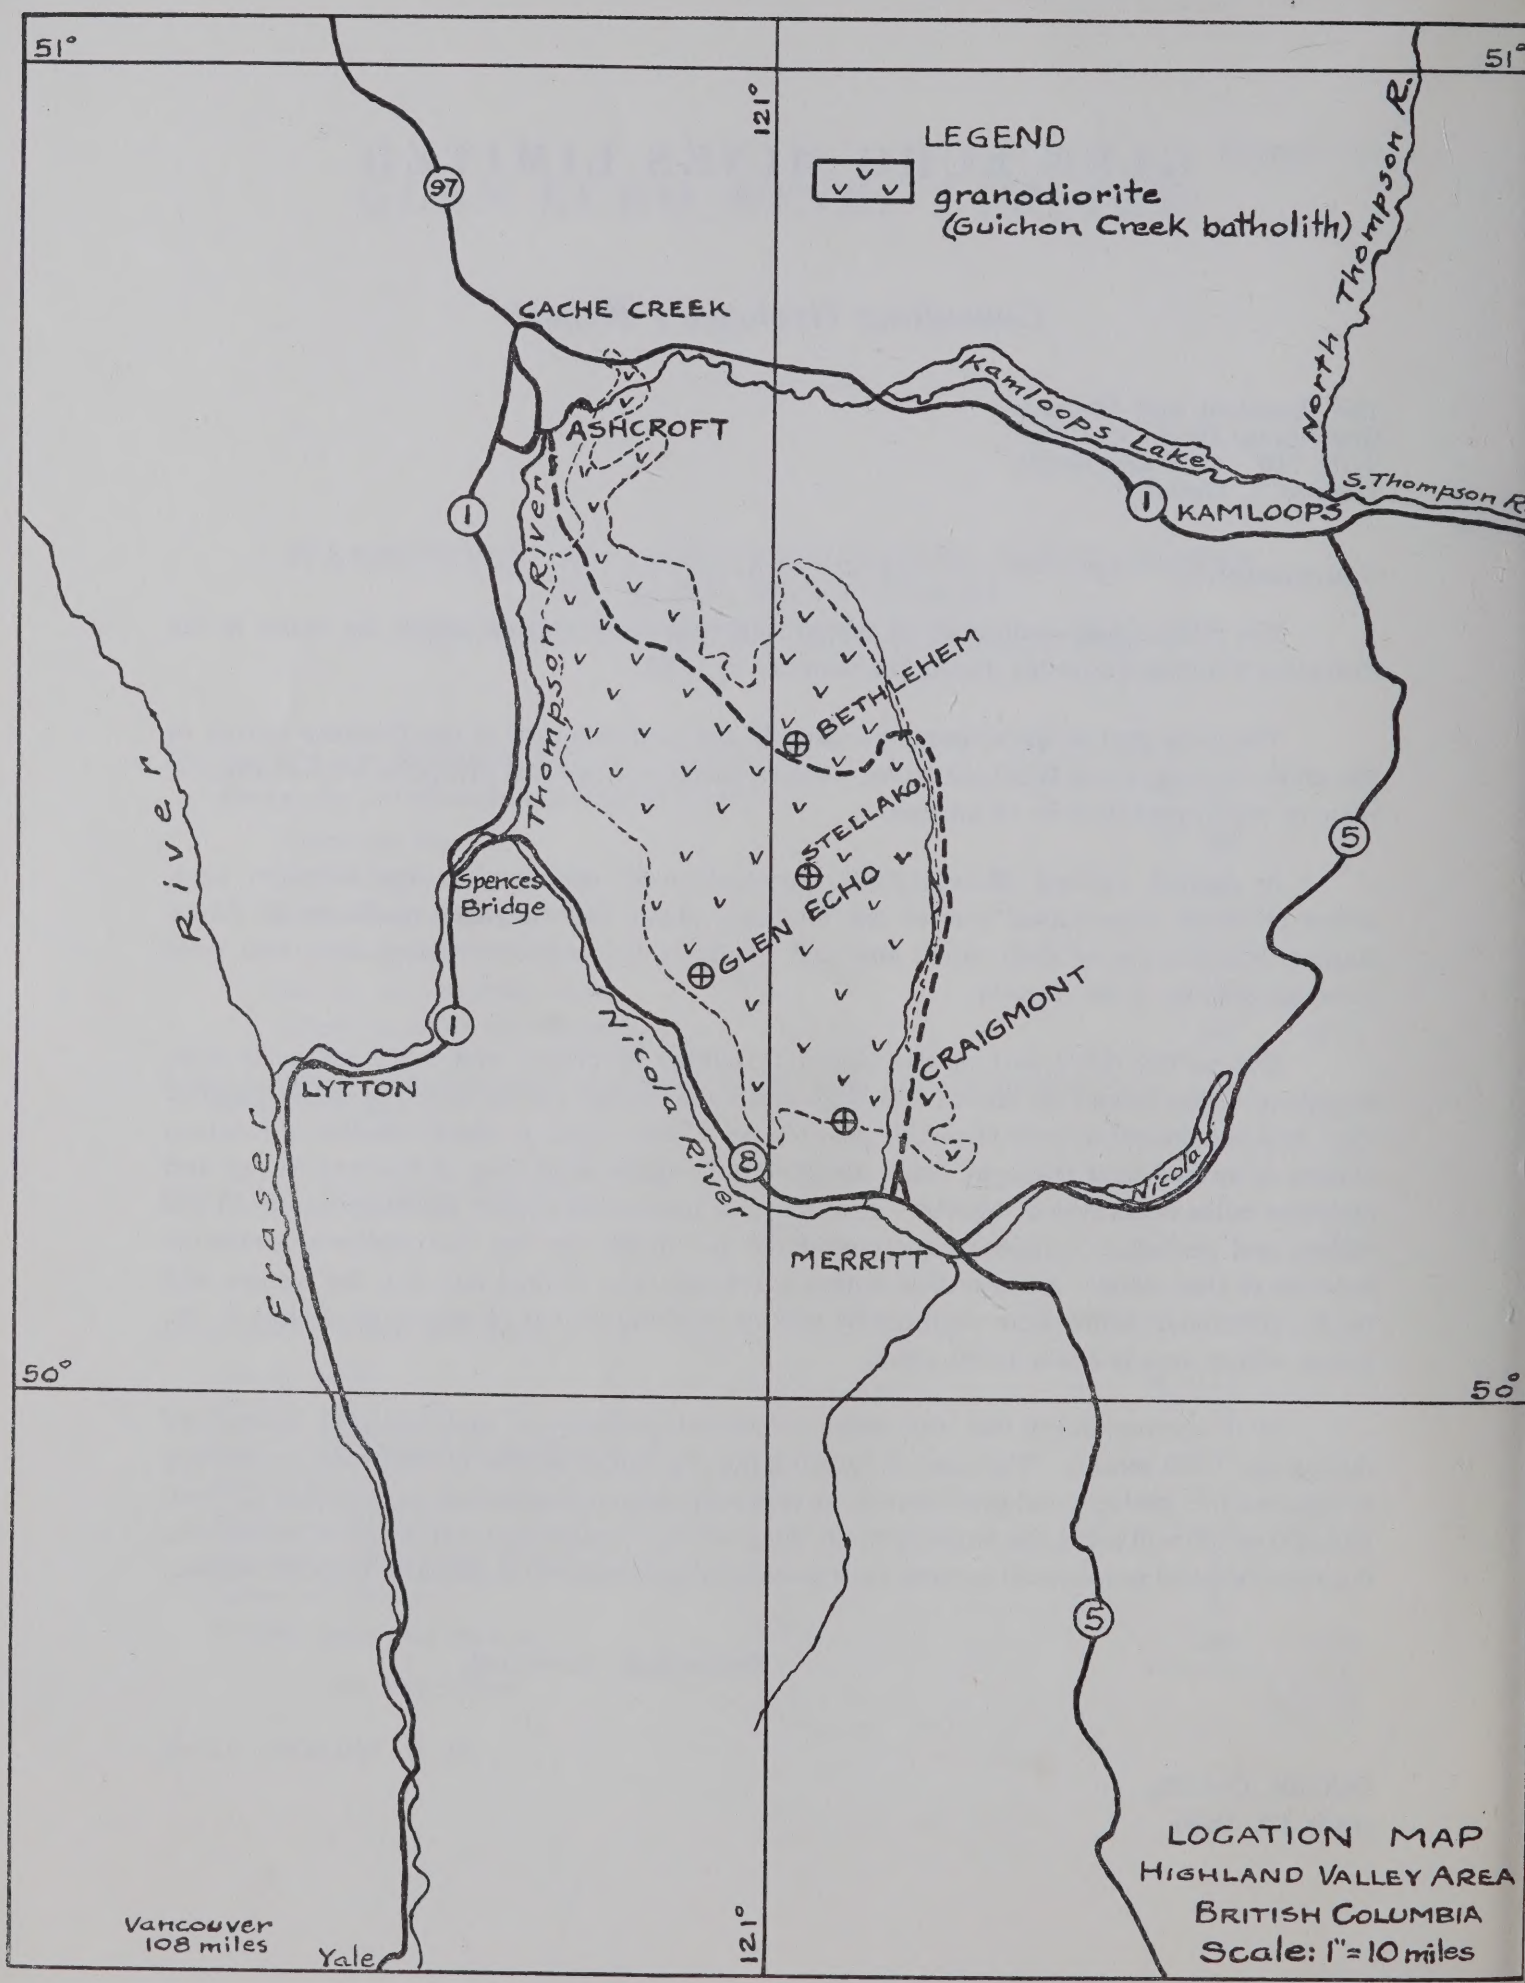 51°
51°
121°
LEGEND
granodiorite
(Guichon Creek batholith)
North Thompson R.
97
CACHE CREEK
Kamloops Lake
ASHCROFT
S. Thompson R.
1
1
KAMLOOPS
Thompson River
BETHLEHEM
STELLAKO
5
Spences
Bridge
GLEN ECHO
Fraser River
1
Nicola River
CRAIGMONT
LYTTON
8
Nicola
MERRITT
50°
50°
5
LOCATION MAP
HIGHLAND VALLEY AREA
BRITISH COLUMBIA
Scale: 1"=10 miles
Vancouver
108 miles
Yale
121°